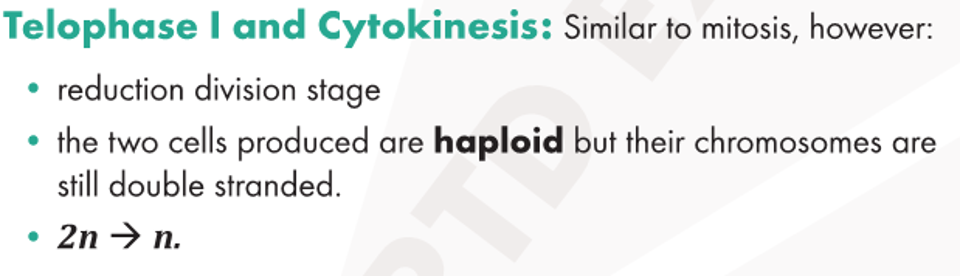 Telophase I and Cytokinesis: Similar to mitosis, however:
• reduction division stage
• the two cells produced are haploid but their chromosomes are
still double stranded.
• 2n → n.